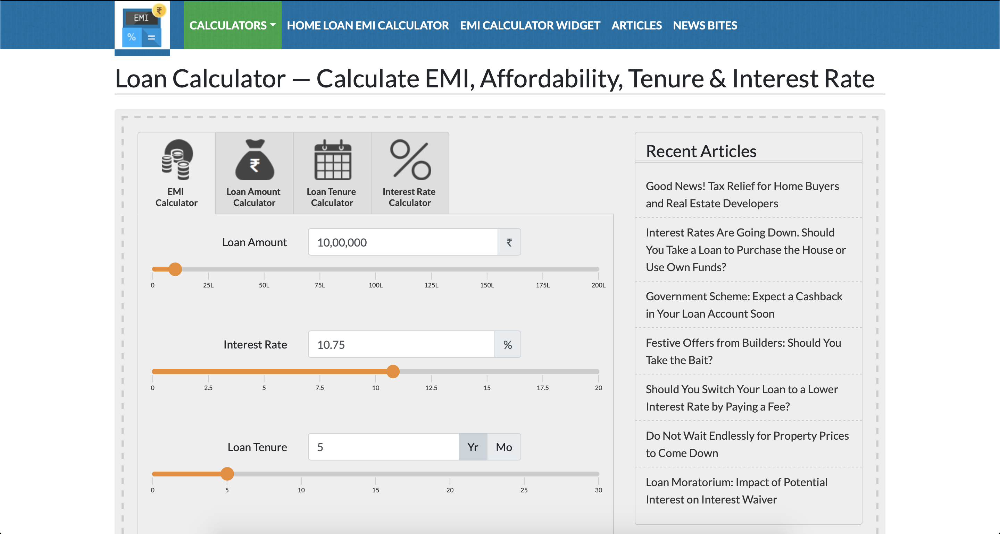 EMI
₹
%
=
CALCULATORS
HOME LOAN EMI CALCULATOR
EMI CALCULATOR WIDGET
ARTICLES
NEWS BITES
Loan Calculator — Calculate EMI, Affordability, Tenure & Interest Rate
EMI
Calculator
₹
Loan Amount
Calculator
Loan Tenure
Calculator
Interest Rate
Calculator
Loan Amount
10,00,000
₹
0 25L 50L 75L 100L 125L 150L 175L 200L
Interest Rate
10.75
%
0 2.5 5 7.5 10 12.5 15 17.5 20
Loan Tenure
5
Yr
Mo
0 5 10 15 20 25 30
Recent Articles
Good News! Tax Relief for Home Buyers
and Real Estate Developers
Interest Rates Are Going Down. Should
You Take a Loan to Purchase the House or
Use Own Funds?
Government Scheme: Expect a Cashback
in Your Loan Account Soon
Festive Offers from Builders: Should You
Take the Bait?
Should You Switch Your Loan to a Lower
Interest Rate by Paying a Fee?
Do Not Wait Endlessly for Property Prices
to Come Down
Loan Moratorium: Impact of Potential
Interest on Interest Waiver